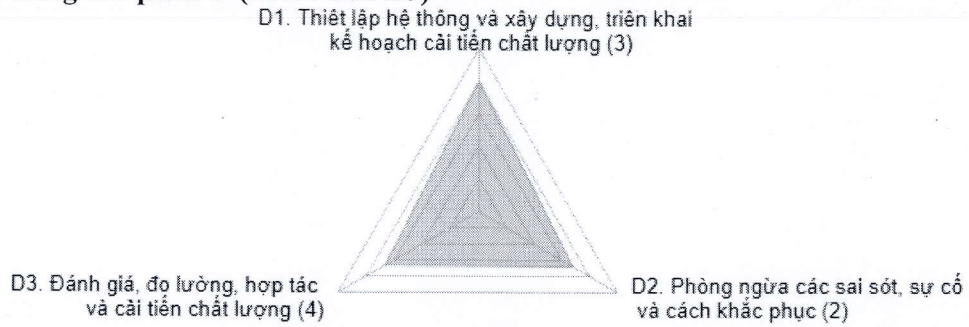 D1. Thiết lập hệ thống và xây dựng, triển khai
kế hoạch cải tiến chất lượng (3)
D3. Đánh giá, đo lường, hợp tác
và cải tiến chất lượng (4)
D2. Phòng ngừa các sai sót, sự cố
và cách khắc phục (2)